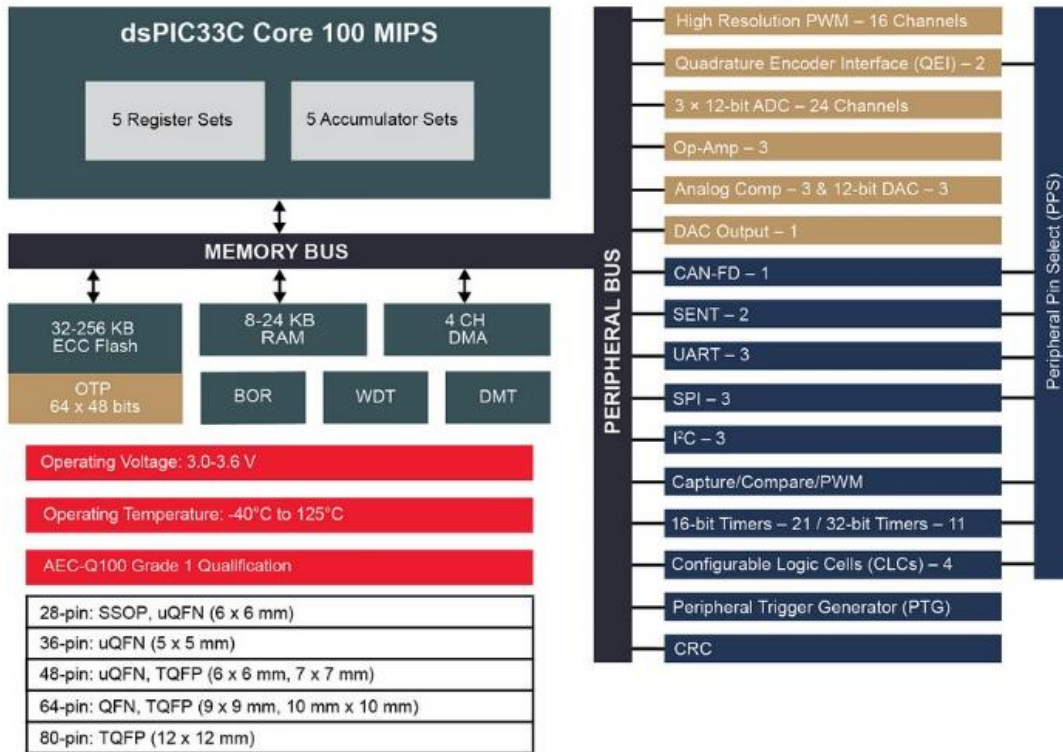 dsPIC33C Core 100 MIPS
5 Register Sets
5 Accumulator Sets
MEMORY BUS
32-256 KB
ECC Flash
OTP
64 x 48 bits
8-24 KB
RAM
4 CH
DMA
BOR
WDT
DMT
Operating Voltage: 3.0-3.6 V
Operating Temperature: -40°C to 125°C
AEC-Q100 Grade 1 Qualification
28-pin: SSOP, uQFN (6 x 6 mm)
36-pin: uQFN (5 x 5 mm)
48-pin: uQFN, TQFP (6 x 6 mm, 7 x 7 mm)
64-pin: QFN, TQFP (9 x 9 mm, 10 mm x 10 mm)
80-pin: TQFP (12 x 12 mm)
PERIPHERAL BUS
High Resolution PWM – 16 Channels
Quadrature Encoder Interface (QEI) – 2
3 × 12-bit ADC – 24 Channels
Op-Amp – 3
Analog Comp – 3 & 12-bit DAC – 3
DAC Output – 1
CAN-FD – 1
SENT – 2
UART – 3
SPI – 3
I²C – 3
Capture/Compare/PWM
16-bit Timers – 21 / 32-bit Timers – 11
Configurable Logic Cells (CLCs) – 4
Peripheral Trigger Generator (PTG)
CRC
Peripheral Pin Select (PPS)